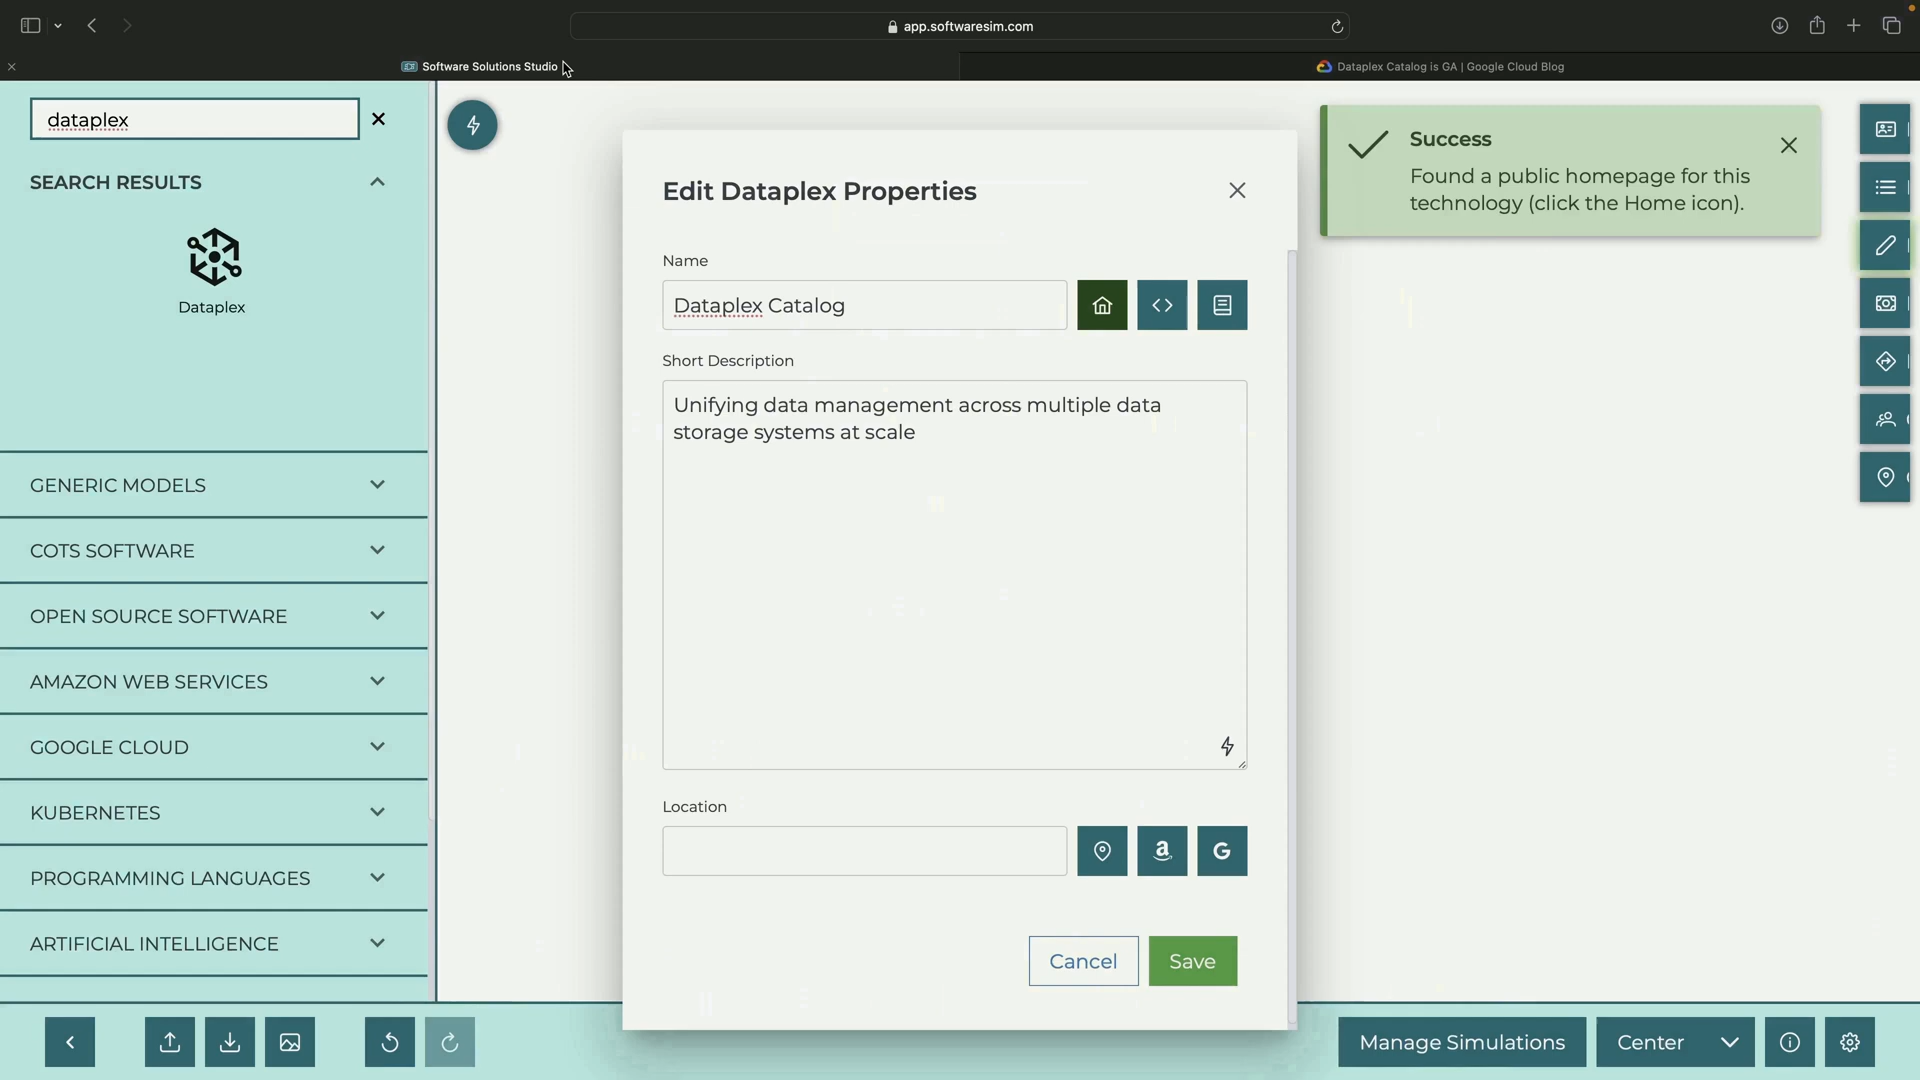 app.softwaresim.com
Software Solutions Studio
Dataplex Catalog is GA | Google Cloud Blog
dataplex
SEARCH RESULTS
Dataplex
GENERIC MODELS
COTS SOFTWARE
OPEN SOURCE SOFTWARE
AMAZON WEB SERVICES
GOOGLE CLOUD
KUBERNETES
PROGRAMMING LANGUAGES
ARTIFICIAL INTELLIGENCE
Edit Dataplex Properties
Name
Dataplex Catalog
Short Description
Unifying data management across multiple data
storage systems at scale
Location
Cancel
Save
Success
Found a public homepage for this
technology (click the Home icon).
Manage Simulations
Center